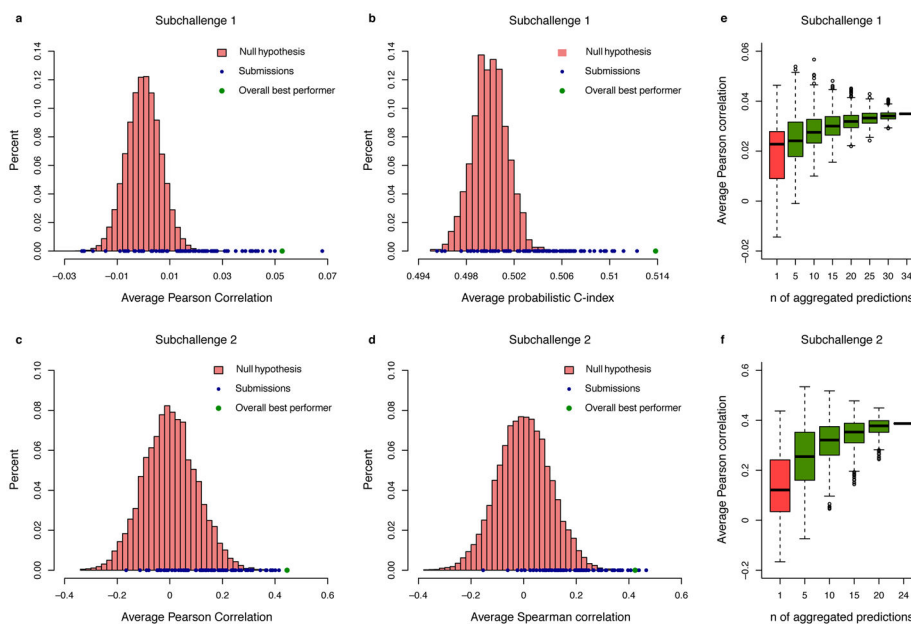 a
Subchallenge 1
0.14
0.12
0.10
0.08
0.06
0.04
0.02
0.00
Percent
Null hypothesis
Submissions
Overall best performer
−0.03
−0.01
0.01
0.03
0.05
0.07
Average Pearson Correlation
b
Subchallenge 1
0.14
0.12
0.10
0.08
0.06
0.04
0.02
0.00
Percent
Null hypothesis
Submissions
Overall best performer
0.494
0.498
0.502
0.506
0.510
0.514
Average probabilistic C-index
e
Subchallenge 1
0.06
0.04
0.02
0
−0.02
Average Pearson correlation
1 5 10 15 20 25 30 34
n of aggregated predictions
c
Subchallenge 2
0.10
0.08
0.06
0.04
0.02
0.00
Percent
Null hypothesis
Submissions
Overall best performer
−0.4
−0.2
0
0.2
0.4
0.6
Average Pearson Correlation
d
Subchallenge 2
0.10
0.08
0.06
0.04
0.02
0.00
Percent
Null hypothesis
Submissions
Overall best performer
−0.4
−0.2
0
0.2
0.4
0.6
Average Spearman correlation
f
Subchallenge 2
0.6
0.4
0.2
0
−0.2
Average Pearson correlation
1 5 10 15 20 24
n of aggregated predictions